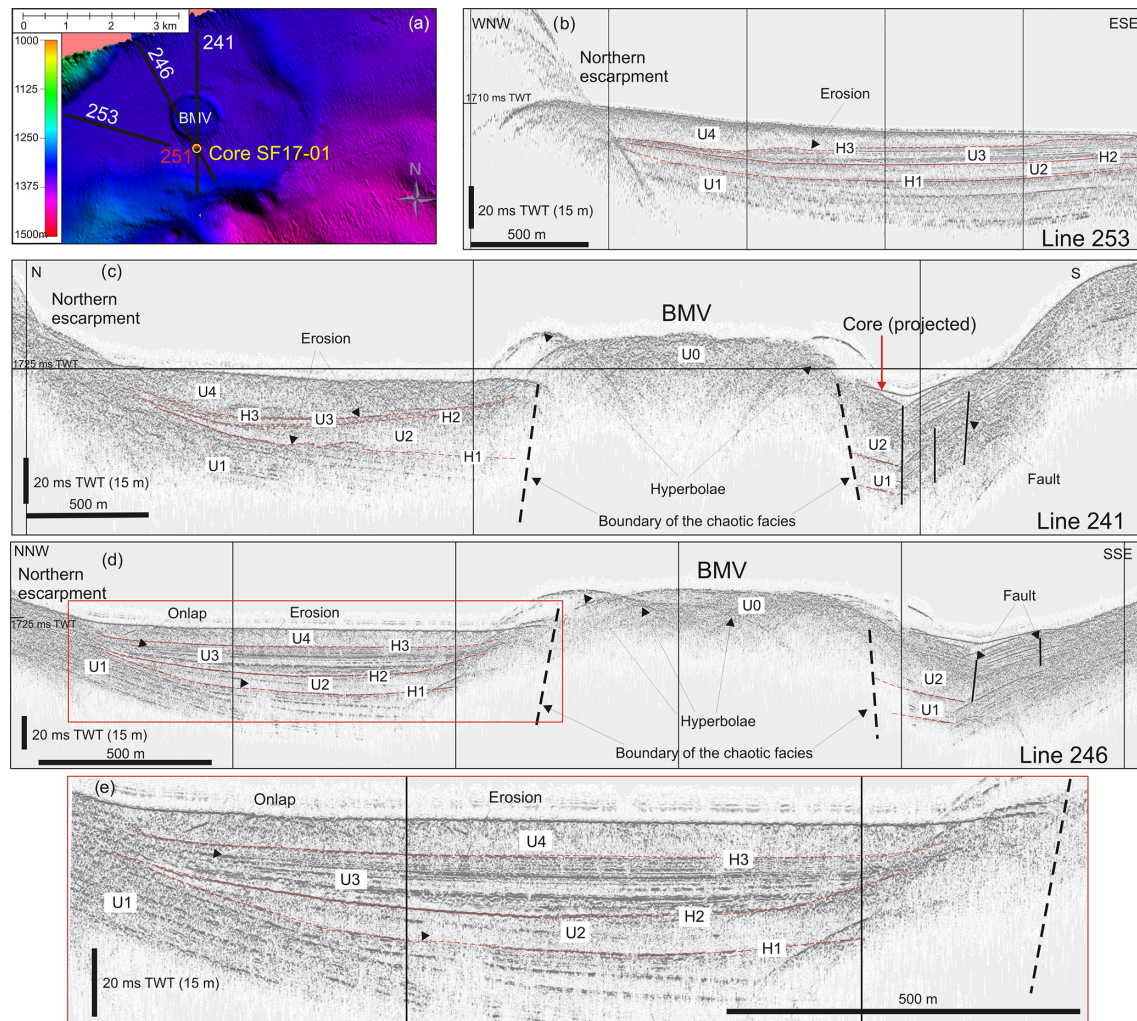 (a)
0 1 2 3 km
1000
1125
1250
1375
1500m
241
246
253
BMV
251
Core SF17-01
N
(b)
WNW
ESE
Northern
escarpment
1710 ms TWT
Erosion
U4
H3
U3
H2
U2
U1
H1
20 ms TWT (15 m)
500 m
Line 253
(c)
N
S
Northern
escarpment
BMV
Core (projected)
Erosion
1725 ms TWT
U0
U4
H3
U3
H2
U2
U2
U1
H1
U1
Hyperbolae
Fault
20 ms TWT (15 m)
500 m
Boundary of the chaotic facies
Line 241
(d)
NNW
SSE
Northern
escarpment
BMV
Onlap
Erosion
Fault
1725 ms TWT
U0
U4
H3
U3
U1
H2
U2
H1
U2
U1
Hyperbolae
20 ms TWT (15 m)
500 m
Boundary of the chaotic facies
Line 246
(e)
Onlap
Erosion
U4
H3
U3
U1
H2
U2
H1
20 ms TWT (15 m)
500 m